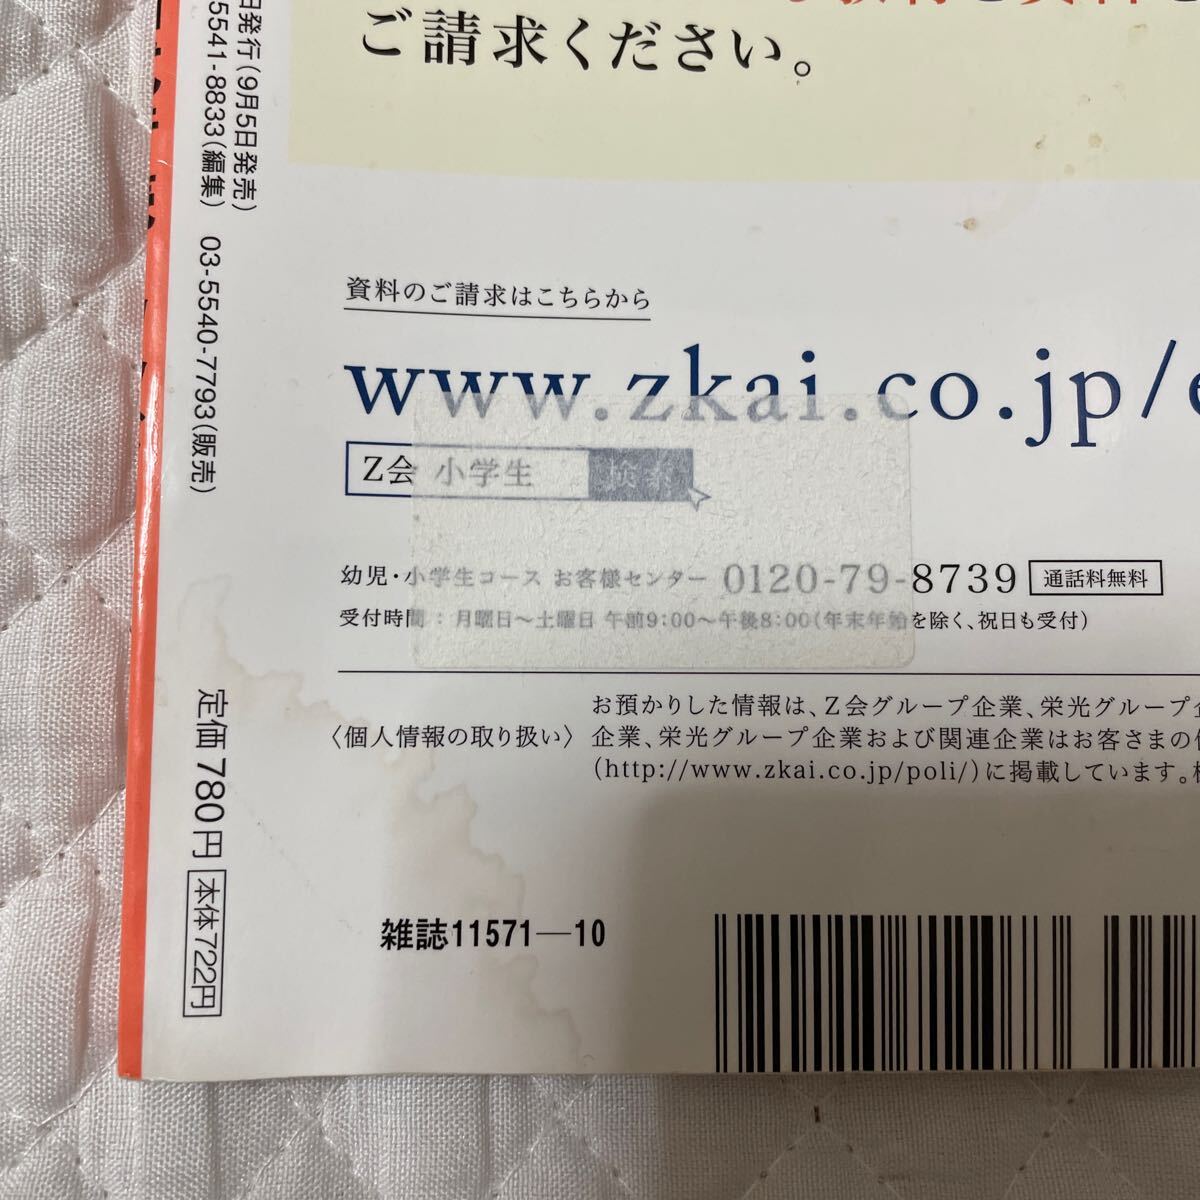 ご請求ください。
日発行(9月5日発売)
5541-8833(編集) 03-5540-7793(販売)
資料のご請求はこちらから
www.zkai.co.jp/e
Z会 小学生 検索
幼児・小学生コース お客様センター 0120-79-8739 通話料無料
受付時間:月曜日〜土曜日 午前9:00〜午後8:00(年末年始を除く、祝日も受付)
お預かりした情報は、Z会グループ企業、栄光グループ企
〈個人情報の取り扱い〉 企業、栄光グループ企業および関連企業はお客さまの個
(http://www.zkai.co.jp/poli/)に掲載しています。
定価780円 本体722円
雑誌11571—10